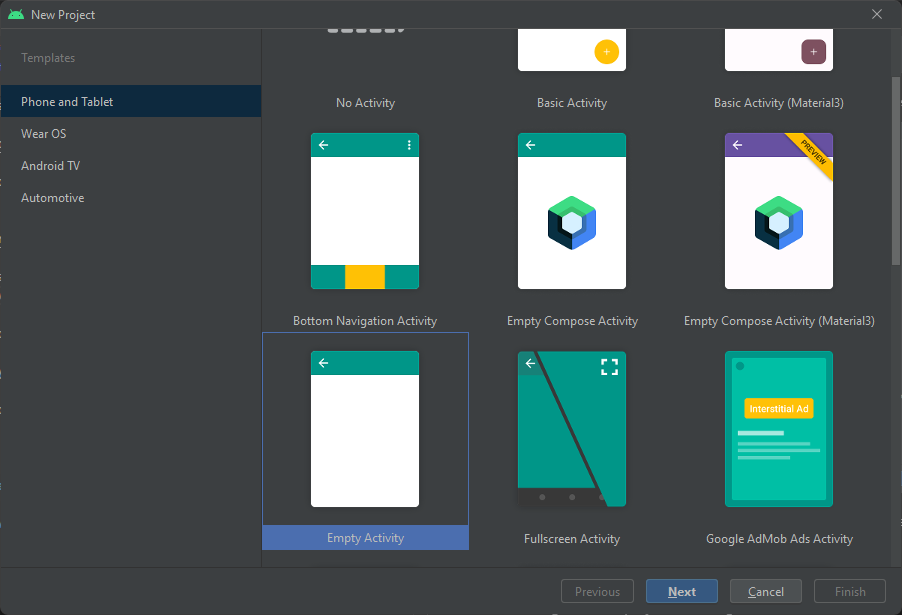 New Project
Templates
Phone and Tablet
Wear OS
Android TV
Automotive
No Activity
Basic Activity
Basic Activity (Material3)
PREVIEW
Bottom Navigation Activity
Empty Compose Activity
Empty Compose Activity (Material3)
Interstitial Ad
Empty Activity
Fullscreen Activity
Google AdMob Ads Activity
Previous
Next
Cancel
Finish